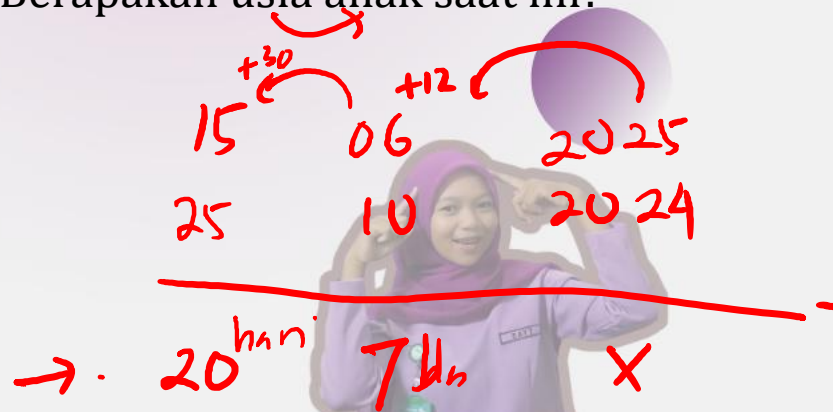 Berapakah usia anak saat ini?
+30 +12
15 06 2025
25 10 2024
-
→. 20 hari 7 bln X